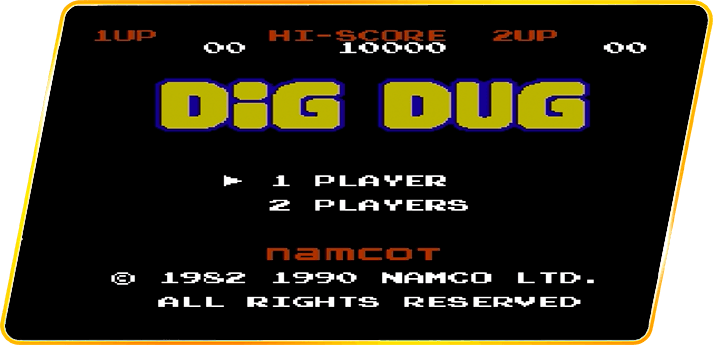 1UP HI-SCORE 2UP
00 10000 00
DiG DUG
► 1 PLAYER
2 PLAYERS
namcoT
© 1982 1990 NAMCO LTD.
ALL RIGHTS RESERVED